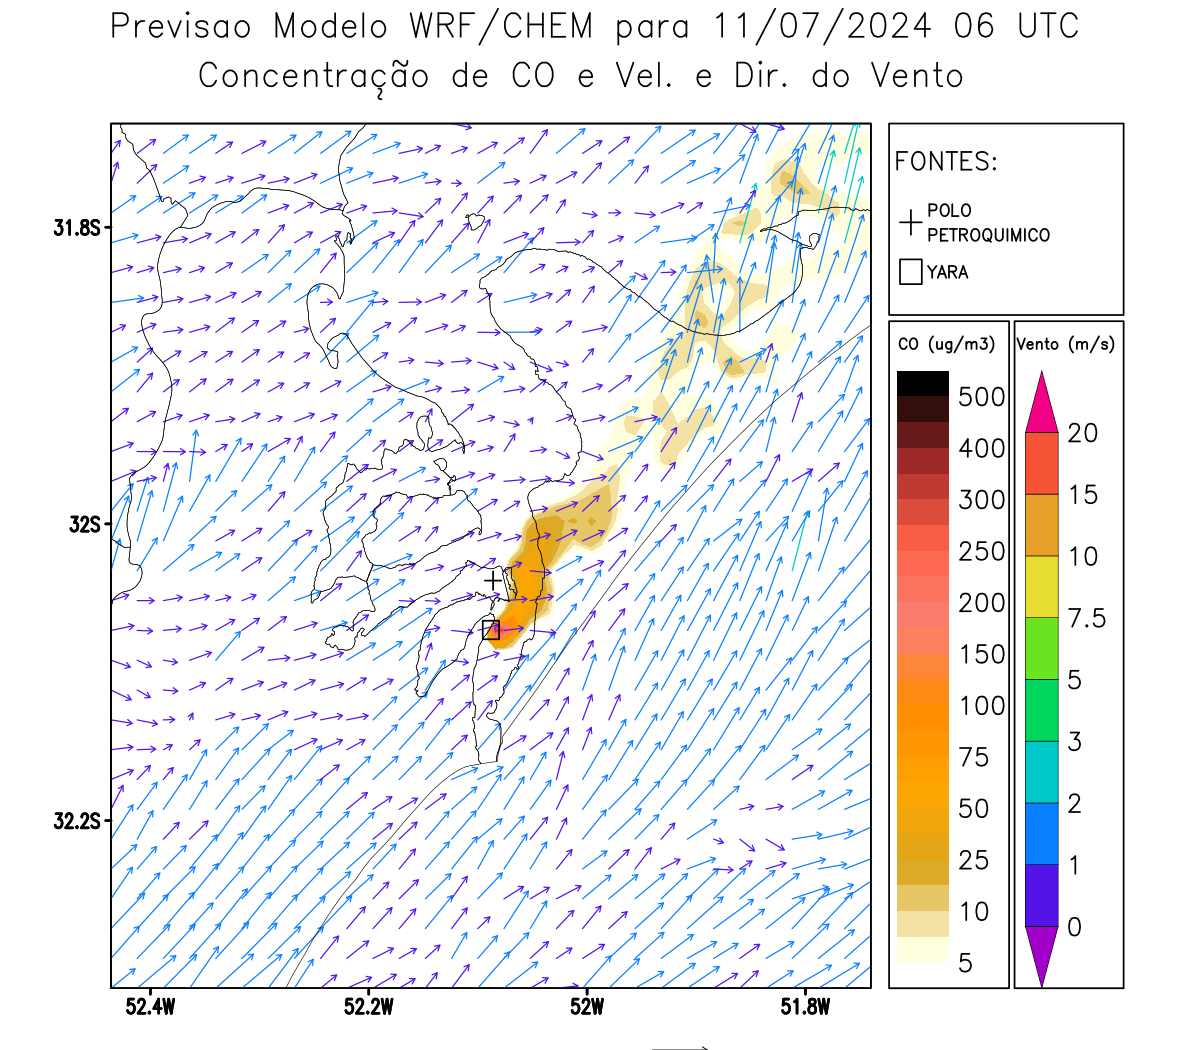 Previsao Modelo WRF/CHEM para 11/07/2024 06 UTC
Concentração de CO e Vel. e Dir. do Vento
FONTES:
POLO
PETROQUIMICO
YARA
CO (ug/m3)
500
400
300
250
200
150
100
75
50
25
10
5
Vento (m/s)
20
15
10
7.5
5
3
2
1
0
31.8S
32S
32.2S
52.4W
52.2W
52W
51.8W